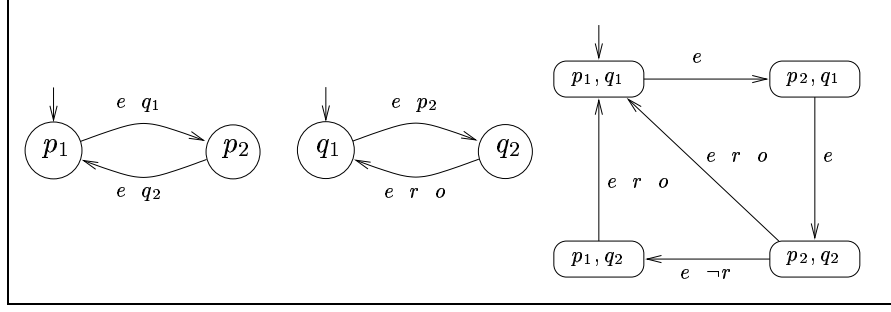 e q1
p1
p2
e q2
e p2
q1
q2
e r o
p1, q1
e
p2, q1
e r o
e r o
e
p1, q2
e ¬r
p2, q2